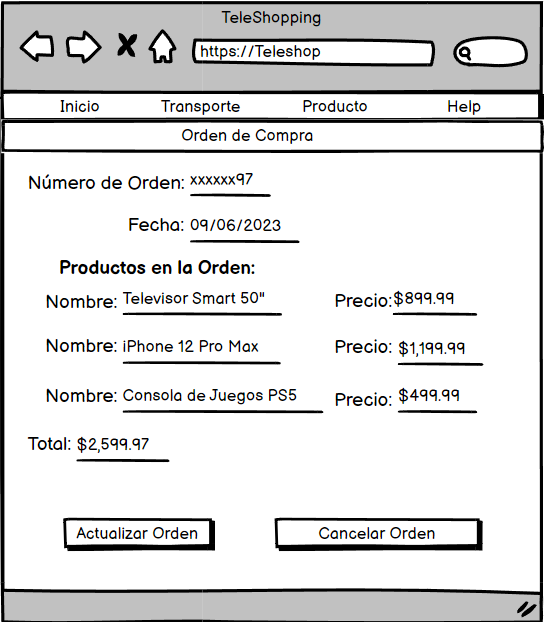 TeleShopping
https://Teleshop
Inicio Transporte Producto Help
Orden de Compra
Número de Orden: xxxxxx97
Fecha: 09/06/2023
Productos en la Orden:
Nombre: Televisor Smart 50" Precio: $899.99
Nombre: iPhone 12 Pro Max Precio: $1,199.99
Nombre: Consola de Juegos PS5 Precio: $499.99
Total: $2,599.97
Actualizar Orden Cancelar Orden